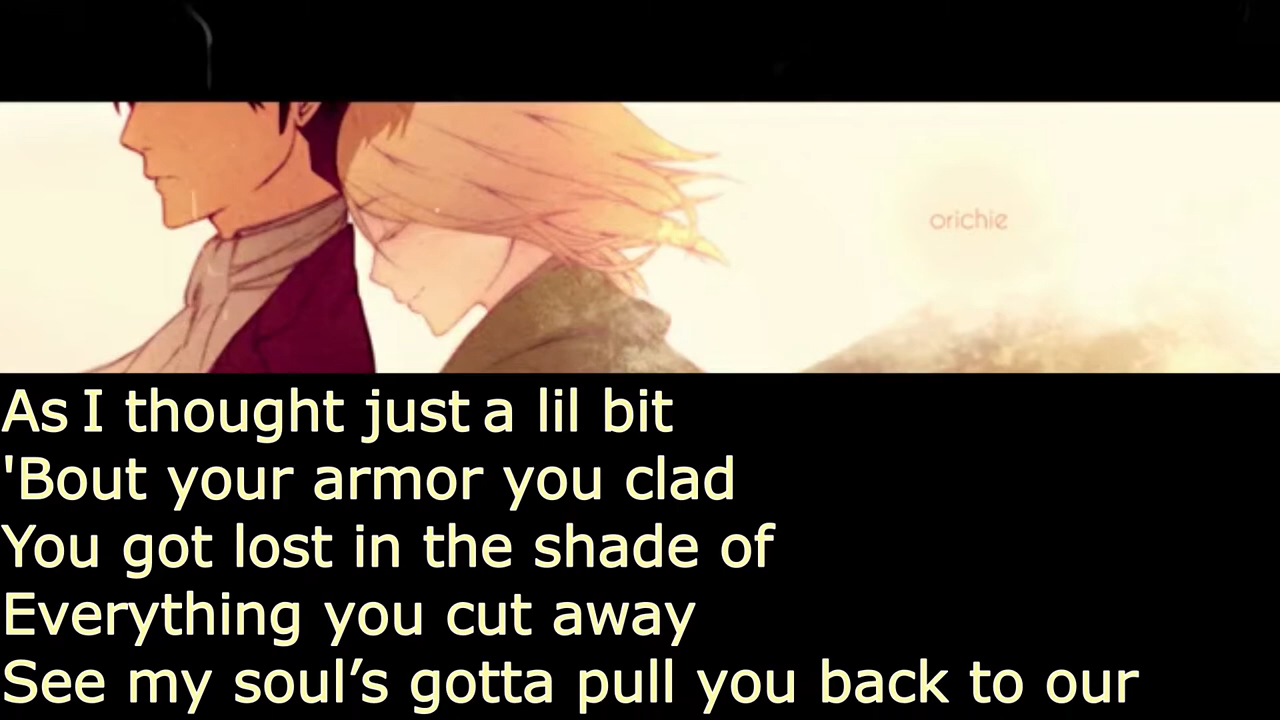 orichie
As I thought just a lil bit
'Bout your armor you clad
You got lost in the shade of
Everything you cut away
See my soul’s gotta pull you back to our